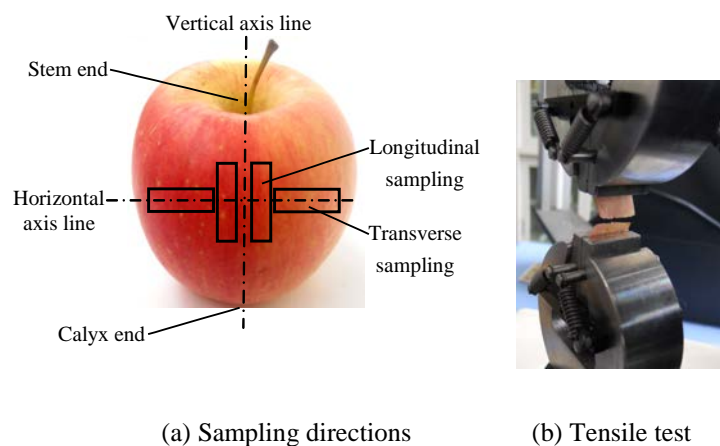 Vertical axis line
Stem end
Longitudinal
sampling
Horizontal
axis line
Transverse
sampling
Calyx end
(a) Sampling directions
(b) Tensile test